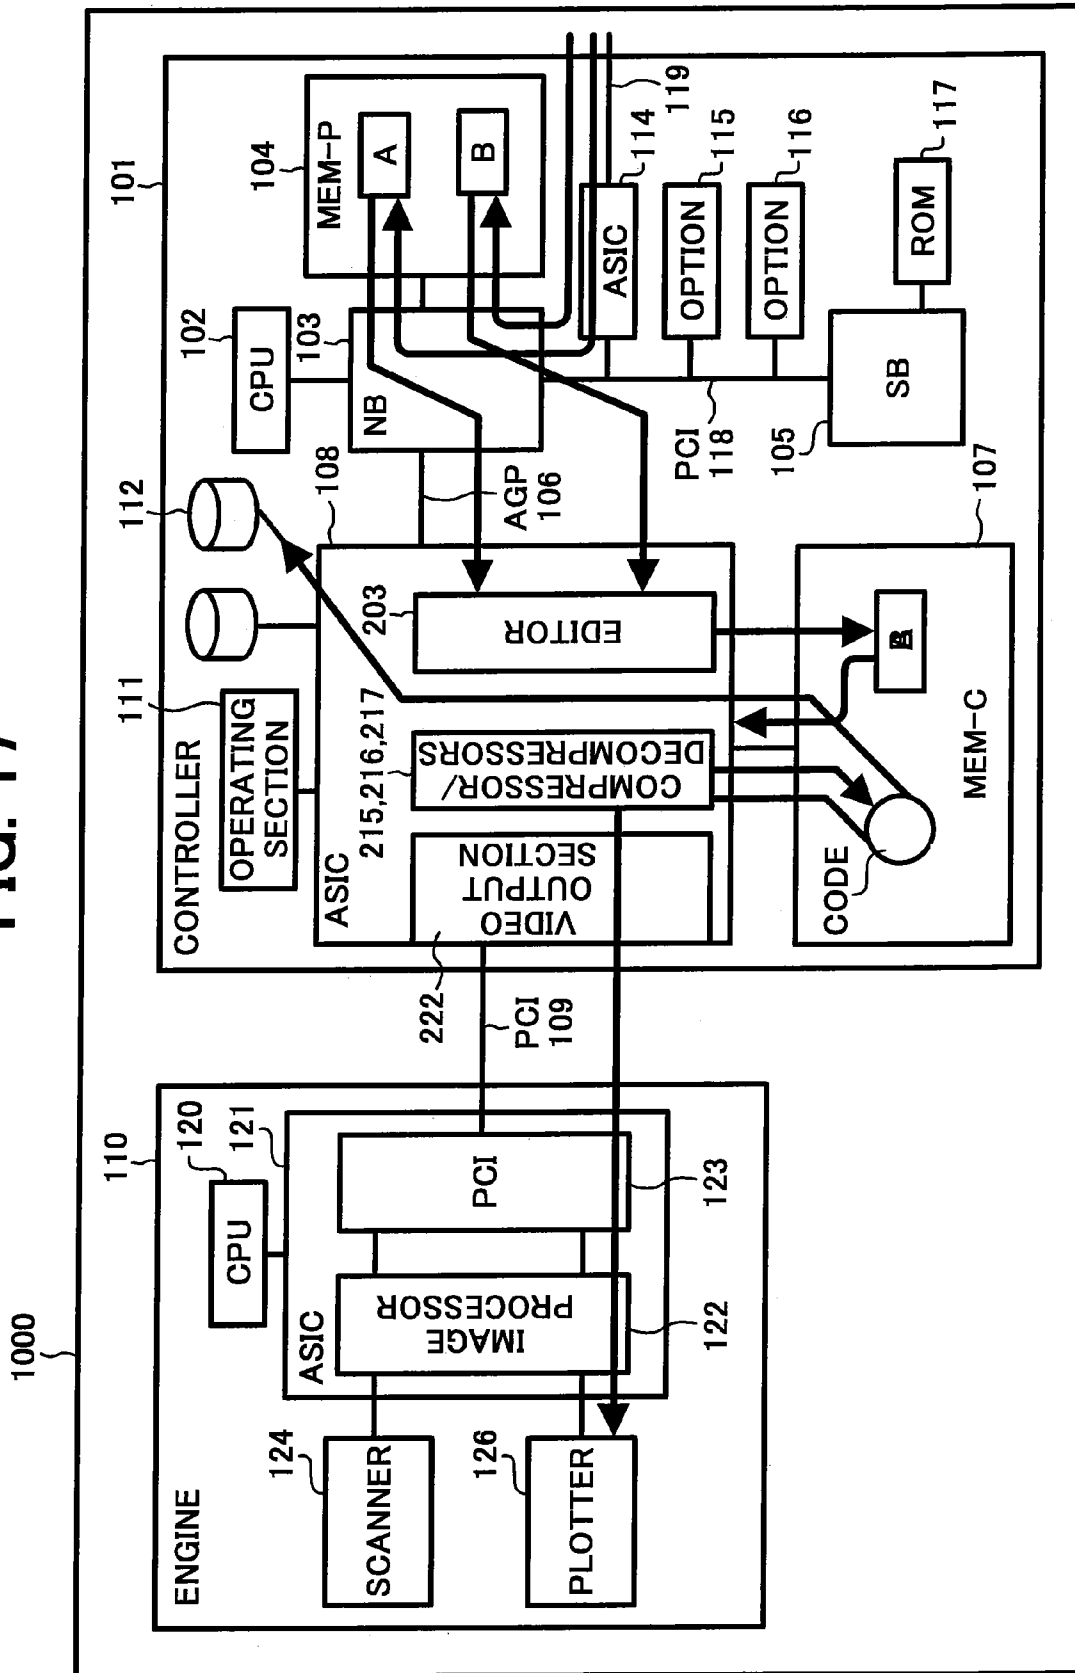 FIG. 17
1000
110
ENGINE
120
CPU
121
ASIC
124
SCANNER
126
PLOTTER
IMAGE
PROCESSOR
122
PCI
123
PCI
109
222
101
CONTROLLER
111
OPERATING
SECTION
112
108
ASIC
VIDEO
OUTPUT
SECTION
215,216,217
COMPRESSOR/
DECOMPRESSORS
203
EDITOR
102
CPU
103
NB
AGP
106
104
MEM-P
A
B
119
114
ASIC
115
OPTION
116
OPTION
117
ROM
PCI
118
105
SB
107
MEM-C
CODE